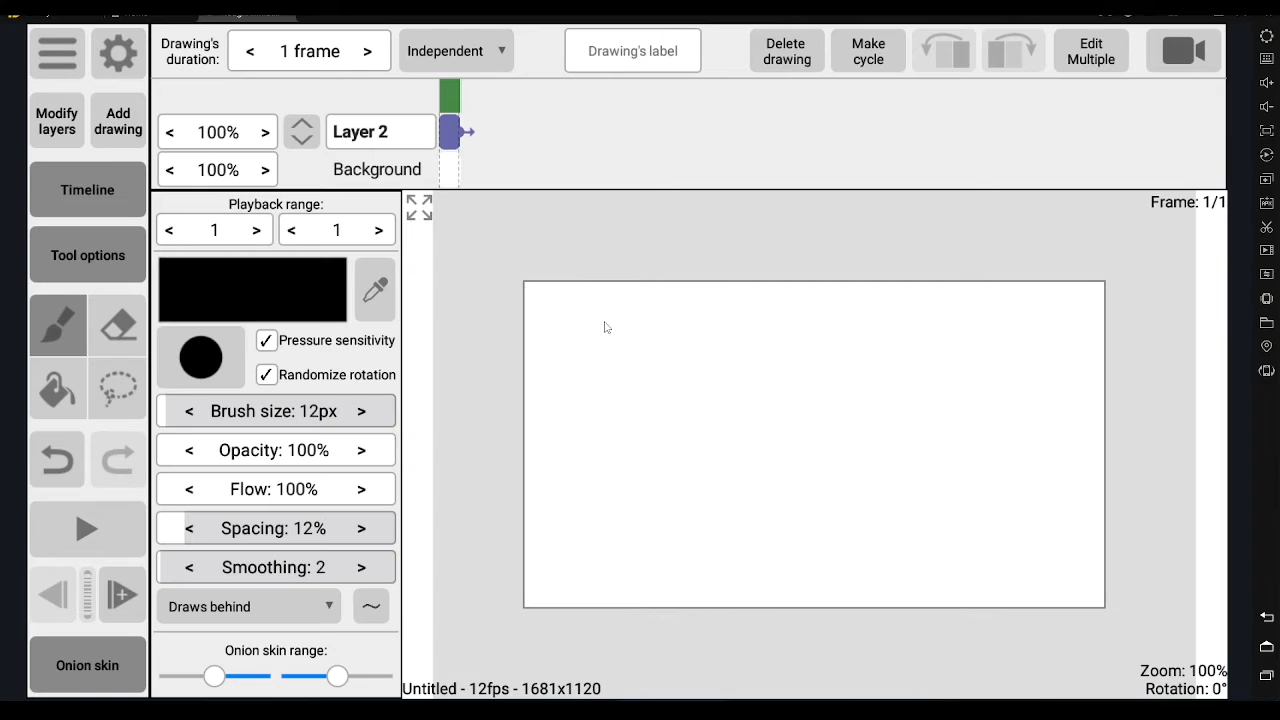 Drawing's duration:
< 1 frame >
Independent
Drawing's label
Delete drawing
Make cycle
Edit Multiple
Modify layers
Add drawing
< 100% >
Layer 2
< 100% >
Background
Timeline
Playback range:
< 1 >
< 1 >
Frame: 1/1
Tool options
Pressure sensitivity
Randomize rotation
< Brush size: 12px >
< Opacity: 100% >
< Flow: 100% >
< Spacing: 12% >
< Smoothing: 2 >
Draws behind
Onion skin range:
Onion skin
Zoom: 100%
Untitled - 12fps - 1681x1120
Rotation: 0°